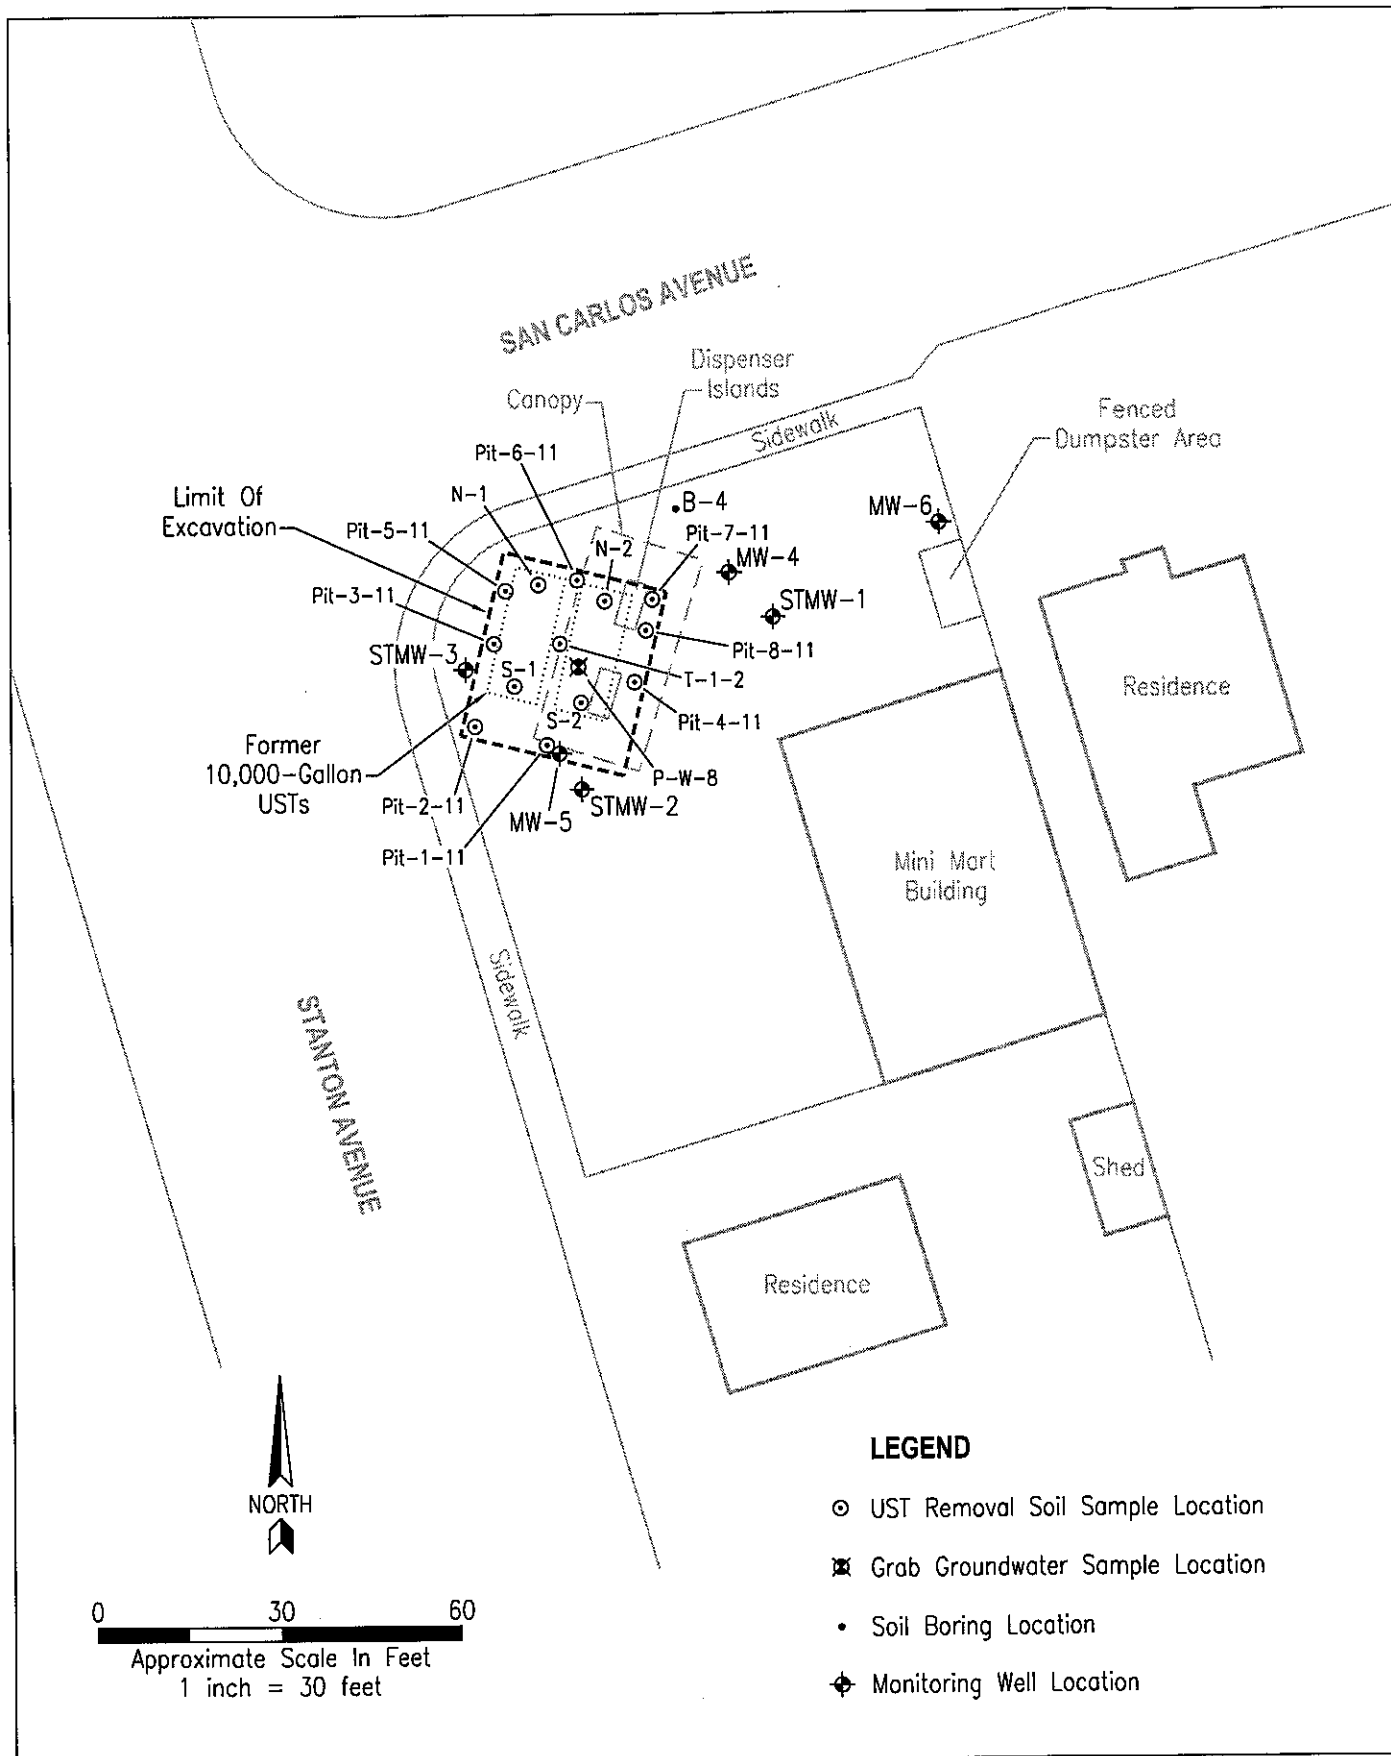 SAN CARLOS AVENUE
Dispenser
Islands
Canopy
Fenced
Dumpster Area
Sidewalk
Pit-6-11
Limit Of
Excavation
N-1
B-4
MW-6
Pit-5-11
Pit-7-11
N-2
MW-4
Pit-3-11
STMW-1
Pit-8-11
STMW-3
S-1
T-1-2
Residence
S-2
Pit-4-11
Former
10,000-Gallon
USTs
P-W-8
Pit-2-11
STMW-2
MW-5
Pit-1-11
Mini Mart
Building
Sidewalk
STANTON AVENUE
Shed
Residence
NORTH
LEGEND
UST Removal Soil Sample Location
Grab Groundwater Sample Location
Soil Boring Location
Monitoring Well Location
0 30 60
Approximate Scale In Feet
1 inch = 30 feet